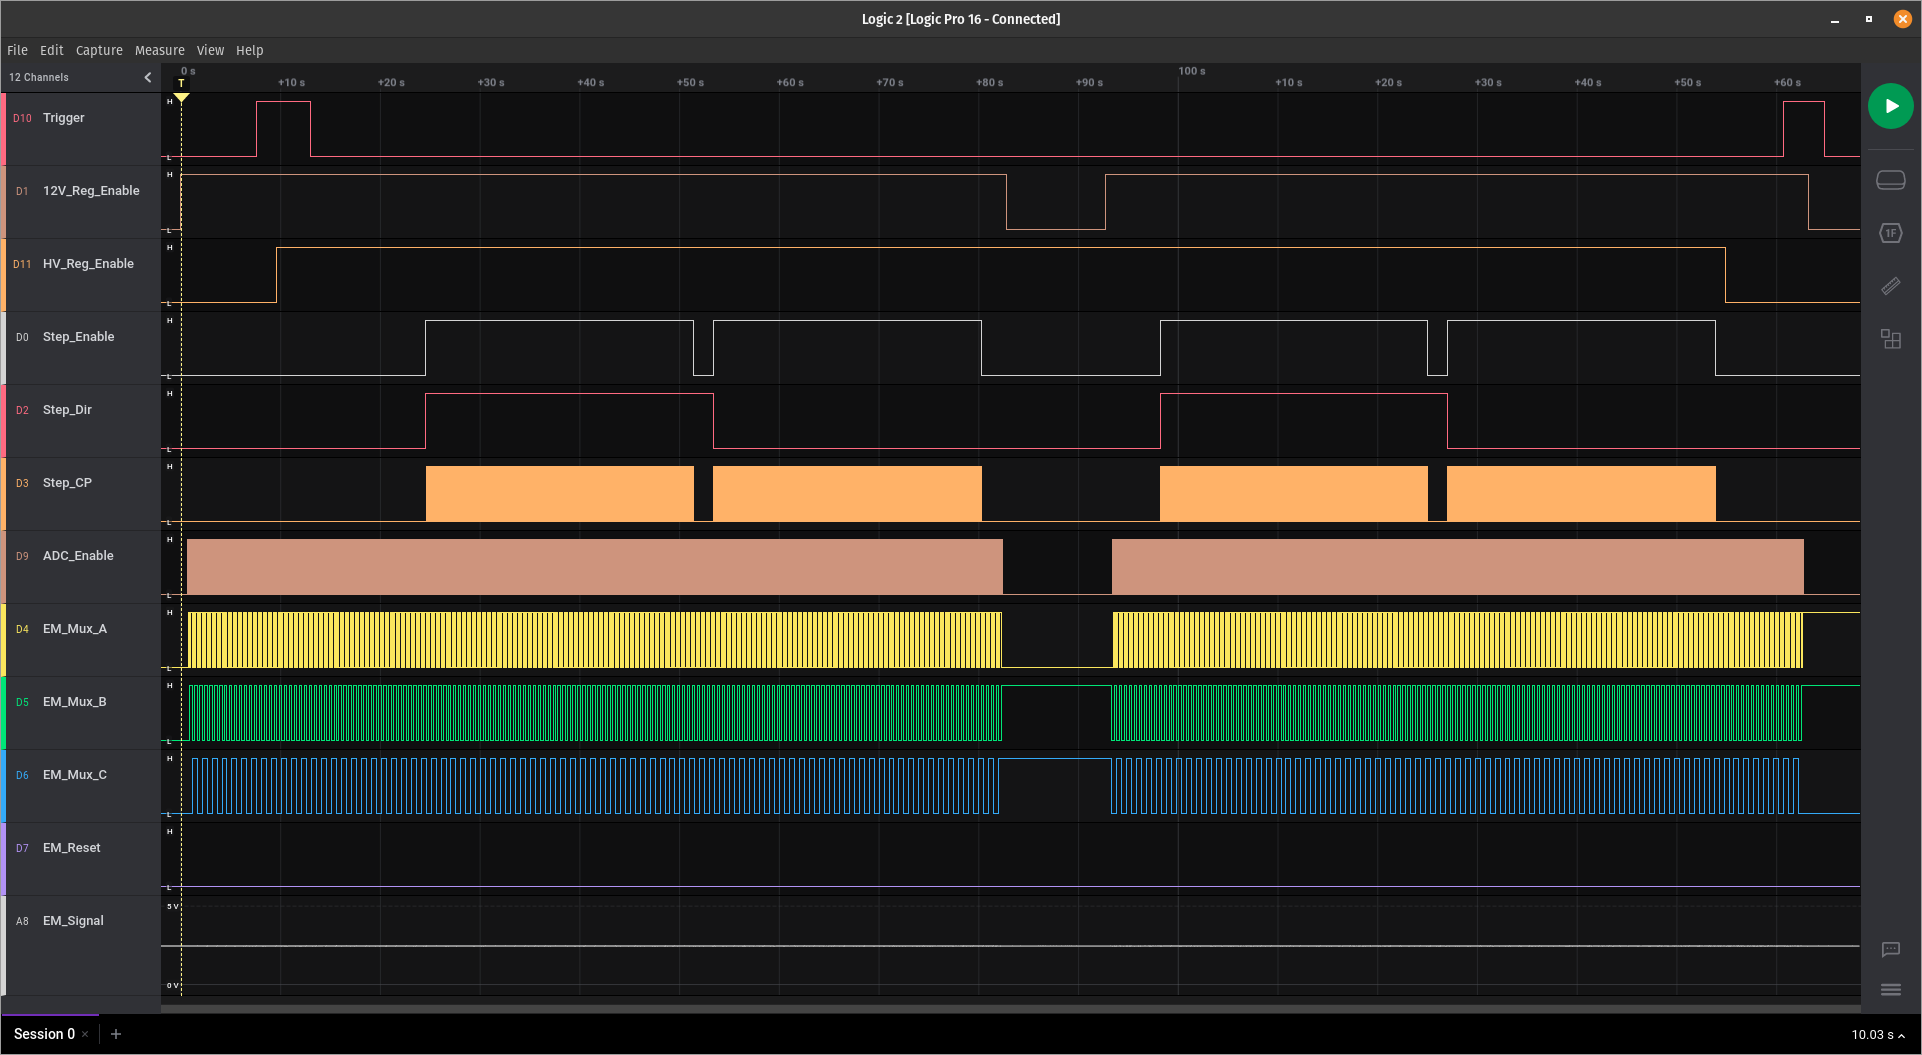 Logic 2 [Logic Pro 16 - Connected]
File Edit Capture Measure View Help
12 Channels
0 s 100 s
T +10 s +20 s +30 s +40 s +50 s +60 s +70 s +80 s +90 s +10 s +20 s +30 s +40 s +50 s +60 s
H
D10 Trigger
L
H
D1 12V_Reg_Enable
L
H
D11 HV_Reg_Enable
L
H
D0 Step_Enable
L
H
D2 Step_Dir
L
H
D3 Step_CP
L
H
D9 ADC_Enable
L
H
D4 EM_Mux_A
L
H
D5 EM_Mux_B
L
H
D6 EM_Mux_C
L
H
D7 EM_Reset
L
5 V
A8 EM_Signal
0 V
1F
Session 0 × +
10.03 s